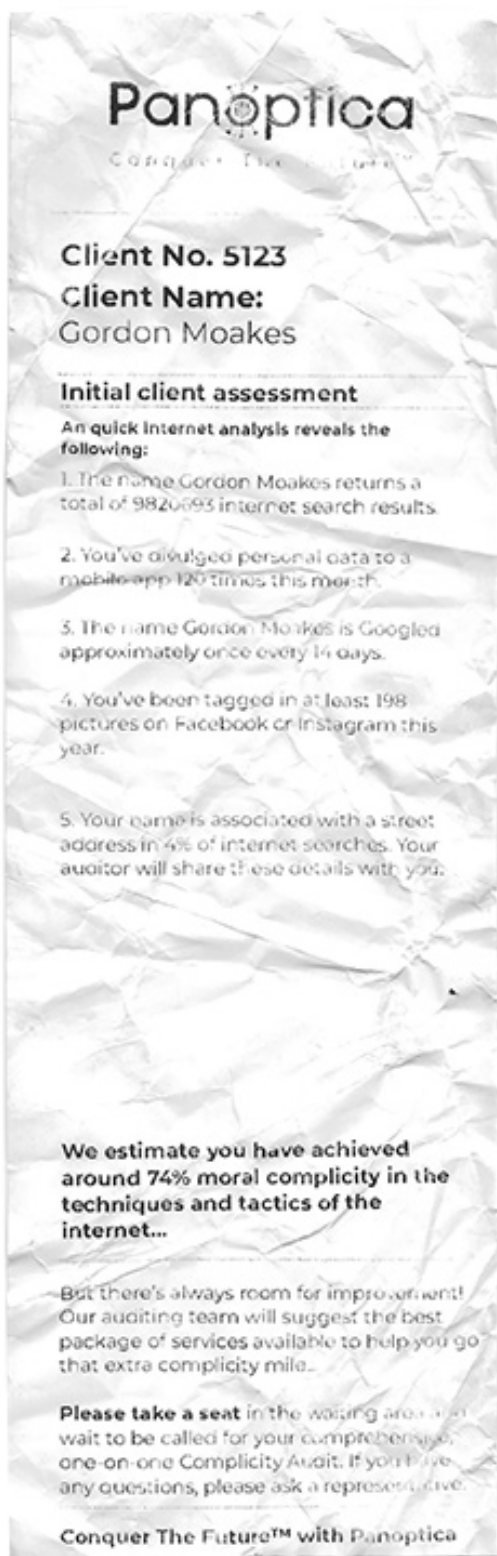 Panoptica
Conquer The Future™
Client No. 5123
Client Name:
Gordon Moakes
Initial client assessment
An quick Internet analysis reveals the
following:
1. The name Gordon Moakes returns a
total of 9820693 internet search results.
2. You've divulged personal data to a
mobile app 120 times this month.
3. The name Gordon Moakes is Googled
approximately once every 14 days.
4. You've been tagged in at least 198
pictures on Facebook or Instagram this
year.
5. Your name is associated with a street
address in 4% of internet searches. Your
auditor will share these details with you.
We estimate you have achieved
around 74% moral complicity in the
techniques and tactics of the
internet...
But there's always room for improvement!
Our auditing team will suggest the best
package of services available to help you go
that extra complicity mile...
Please take a seat in the waiting area and
wait to be called for your comprehensive,
one-on-one Complicity Audit. If you have
any questions, please ask a representative.
Conquer The Future™ with Panoptica